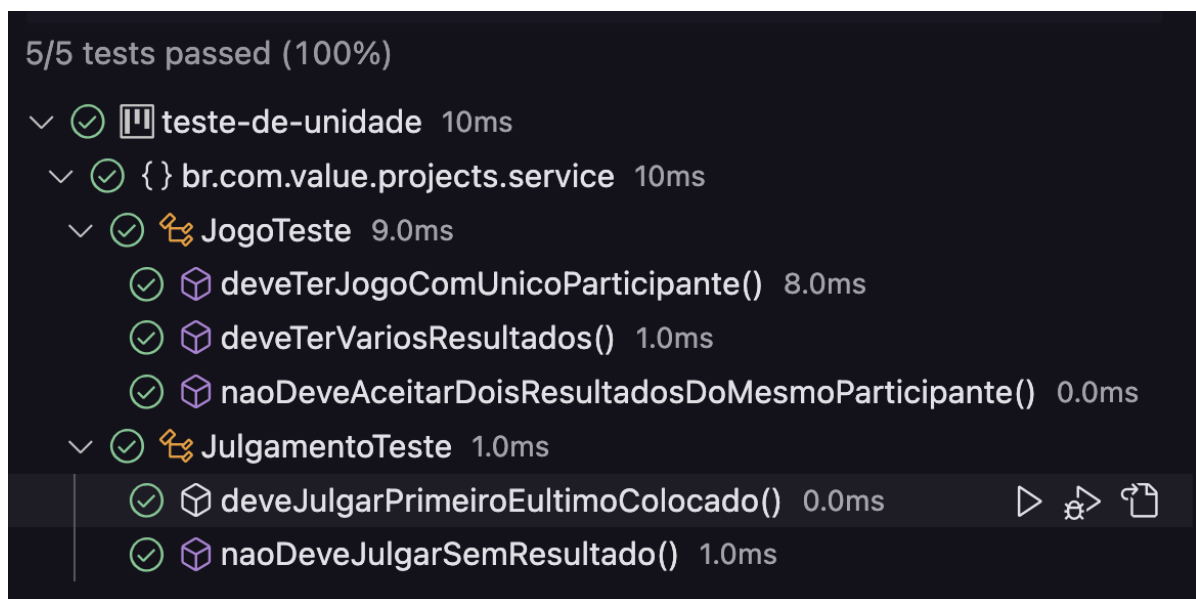 5/5 tests passed (100%)
teste-de-unidade 10ms
{} br.com.value.projects.service 10ms
JogoTeste 9.0ms
deveTerJogoComUnicoParticipante() 8.0ms
deveTerVariosResultados() 1.0ms
naoDeveAceitarDoisResultadosDoMesmoParticipante() 0.0ms
JulgamentoTeste 1.0ms
deveJulgarPrimeiroEultimoColocado() 0.0ms
naoDeveJulgarSemResultado() 1.0ms